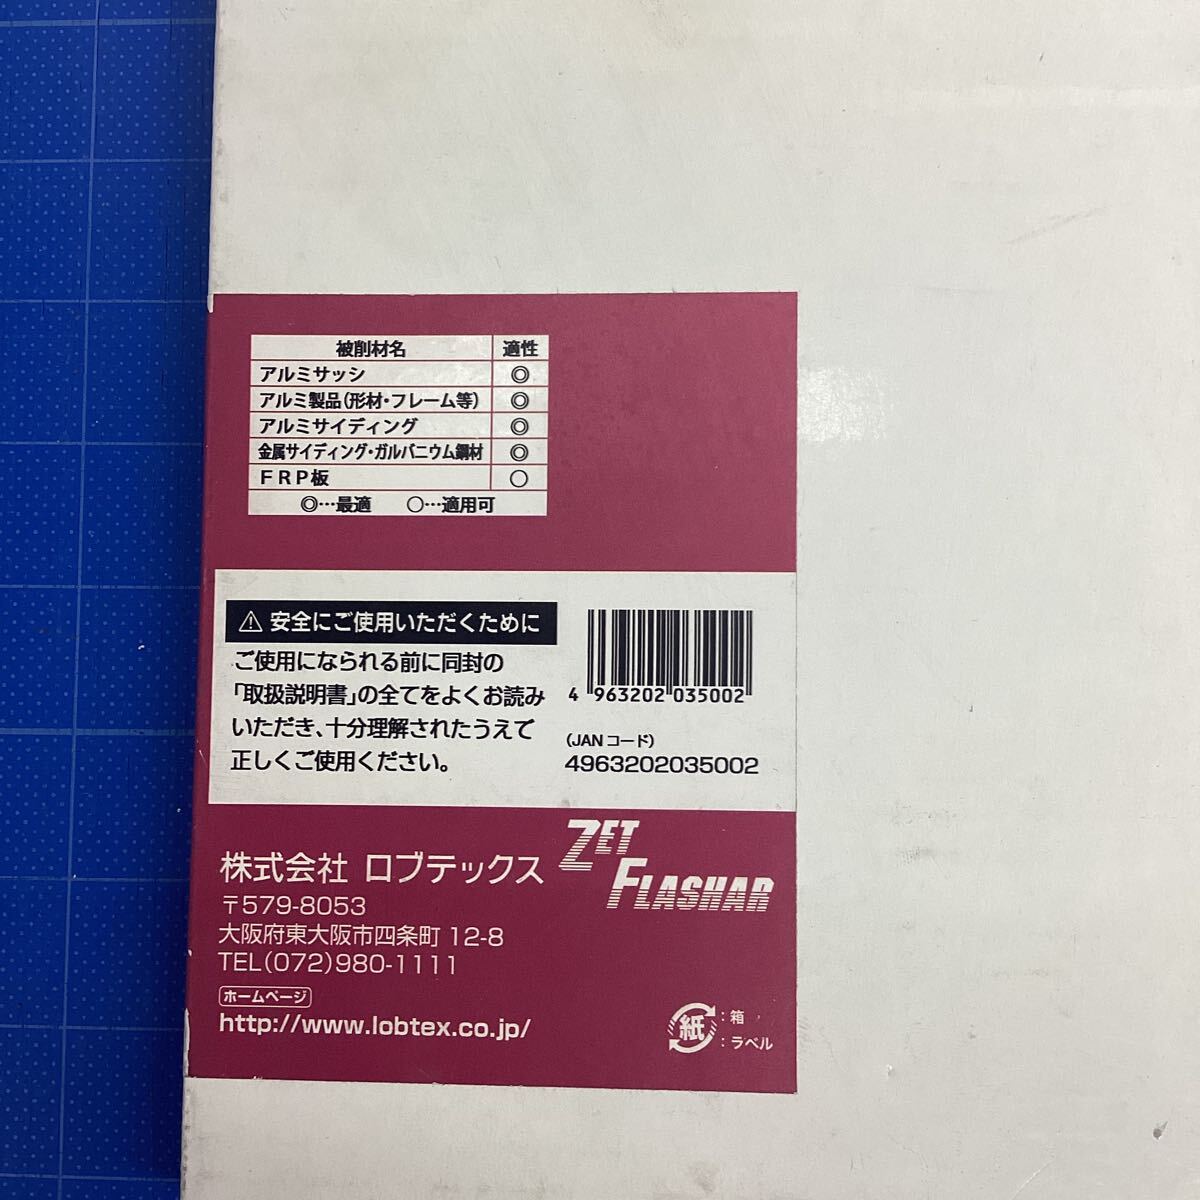 被削材名 適性
アルミサッシ ◎
アルミ製品(形材・フレーム等) ◎
アルミサイディング ◎
金属サイディング・ガルバニウム鋼材 ◎
FRP板 ○
◎…最適 ○…適用可
⚠ 安全にご使用いただくために
ご使用になられる前に同封の
「取扱説明書」の全てをよくお読み
いただき、十分理解されたうえで
正しくご使用ください。
4 963202 035002
(JANコード)
4963202035002
ZET
FLASHAR
株式会社 ロブテックス
〒579-8053
大阪府東大阪市四条町 12-8
TEL(072)980-1111
ホームページ
http://www.lobtex.co.jp/
紙 :箱
:ラベル